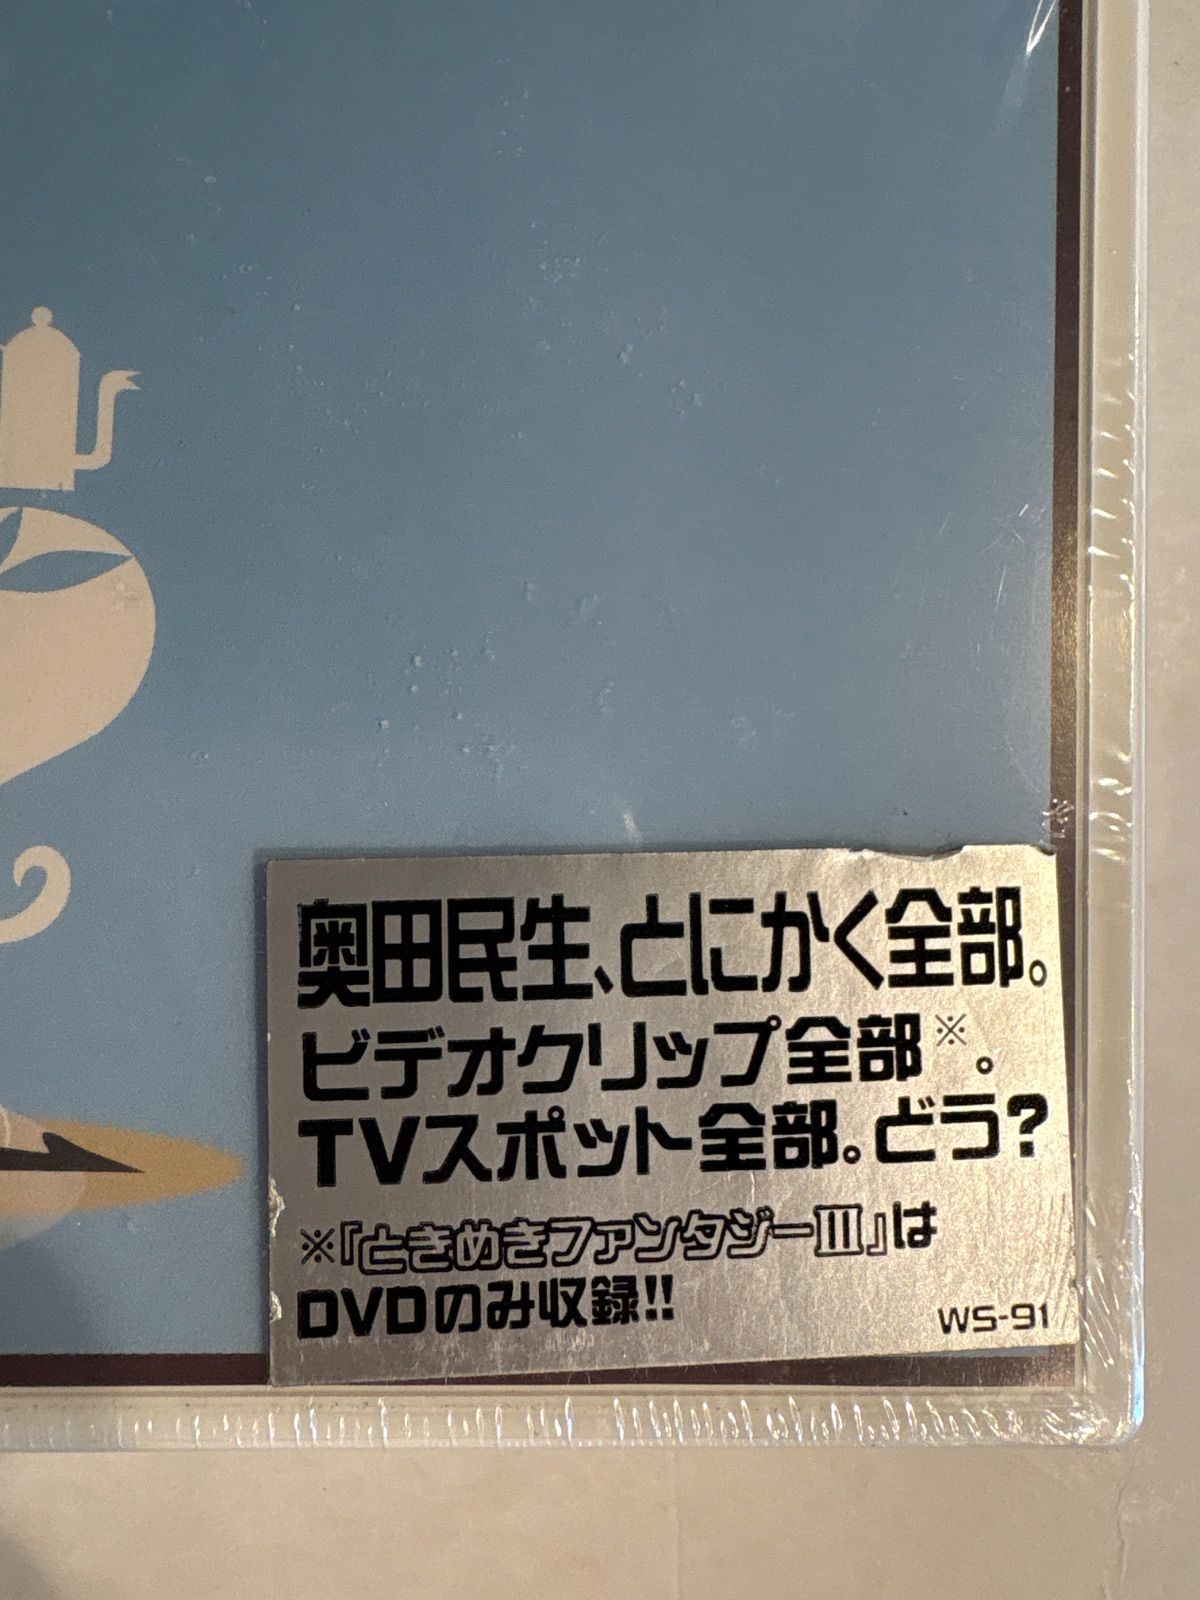 奥田民生、とにかく全部。
ビデオクリップ全部※。
TVスポット全部。どう?
※『ときめきファンタジーIII』は
DVDのみ収録!!
WS-91